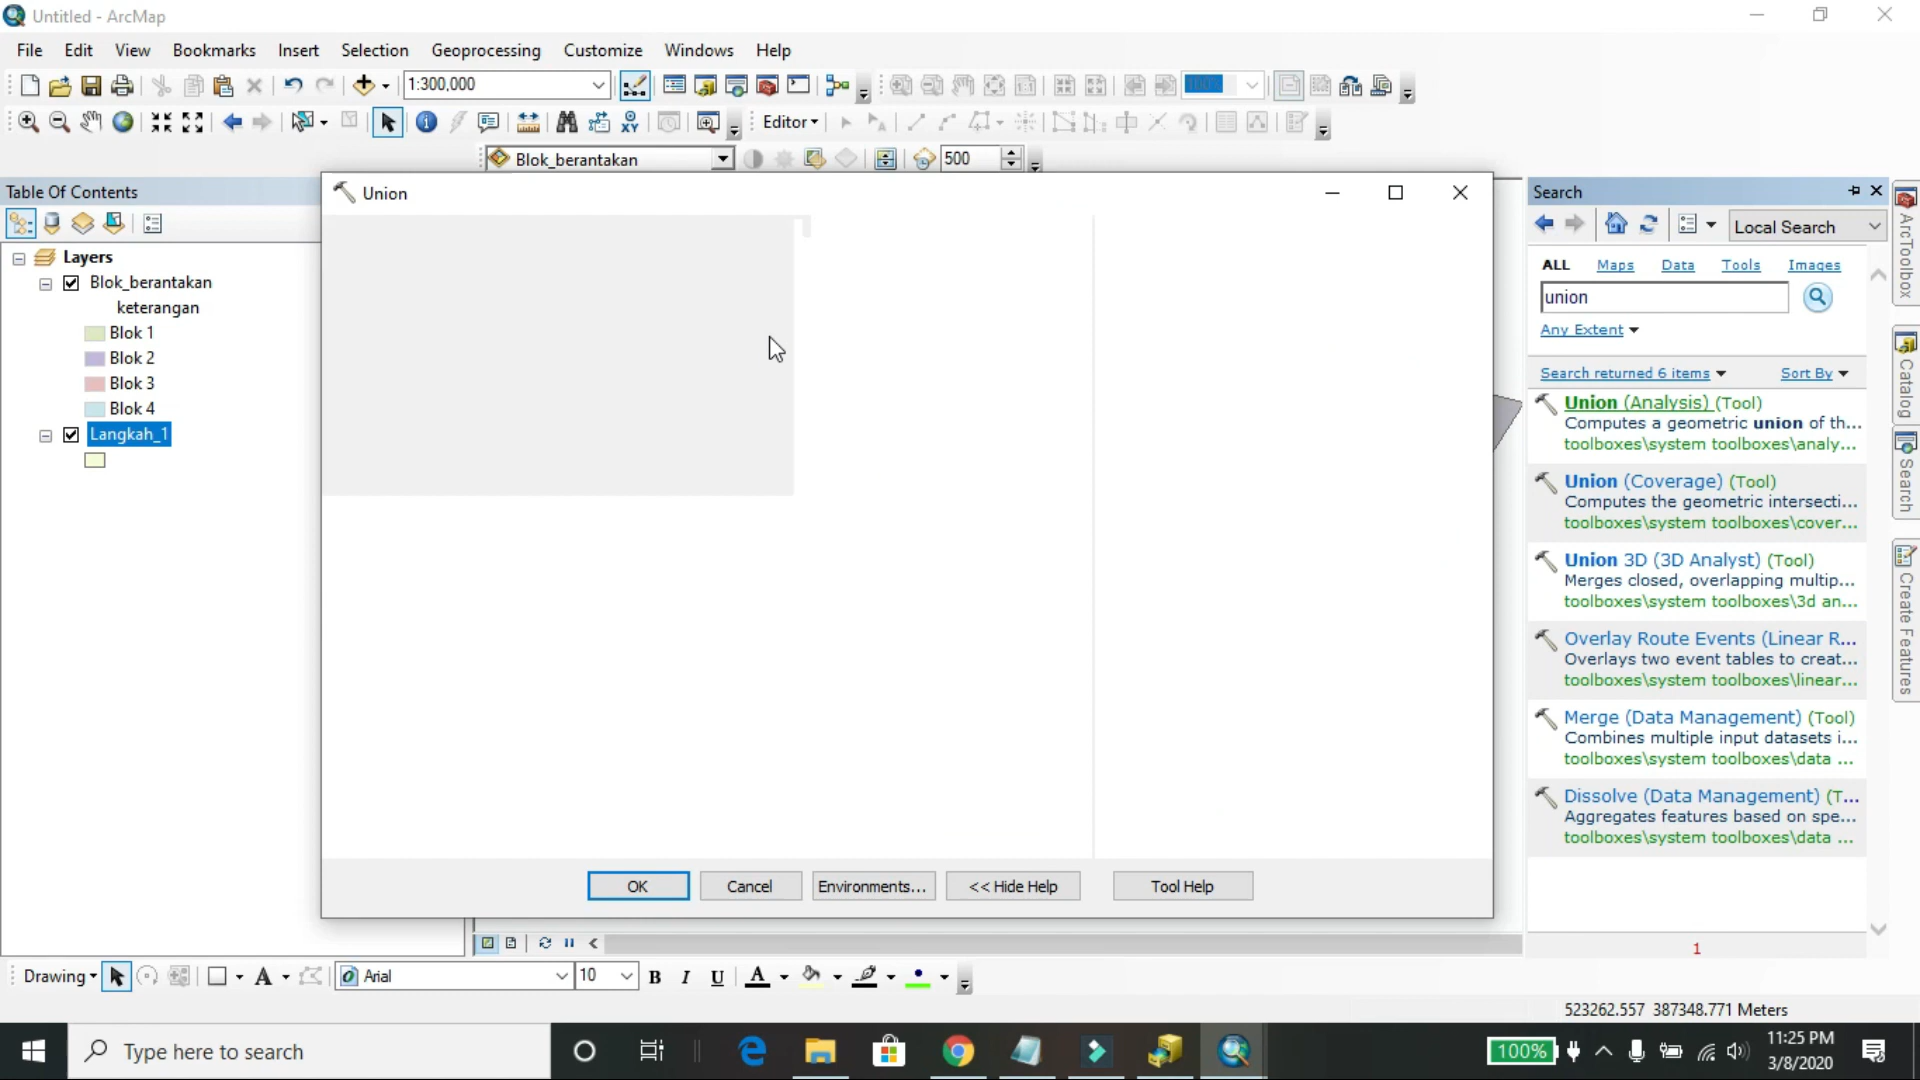 Untitled - ArcMap
File Edit View Bookmarks Insert Selection Geoprocessing Customize Windows Help
1:300,000
Editor
Blok_berantakan
500
Table Of Contents
Layers
Blok_berantakan
keterangan
Blok 1
Blok 2
Blok 3
Blok 4
Langkah_1
Union
OK
Cancel
Environments...
<< Hide Help
Tool Help
Search
Local Search
ALL Maps Data Tools Images
union
Any Extent
Search returned 6 items
Sort By
Union (Analysis) (Tool)
Computes a geometric union of th...
toolboxes\system toolboxes\analy...
Union (Coverage) (Tool)
Computes the geometric intersecti...
toolboxes\system toolboxes\cover...
Union 3D (3D Analyst) (Tool)
Merges closed, overlapping multip...
toolboxes\system toolboxes\3d an...
Overlay Route Events (Linear R...
Overlays two event tables to creat...
toolboxes\system toolboxes\linear...
Merge (Data Management) (Tool)
Combines multiple input datasets i...
toolboxes\system toolboxes\data ...
Dissolve (Data Management) (T...
Aggregates features based on spe...
toolboxes\system toolboxes\data ...
1
ArcToolbox
Catalog
Search
Create Features
Drawing
A
Arial
10
B I U A
523262.557 387348.771 Meters
Type here to search
100%
11:25 PM
3/8/2020